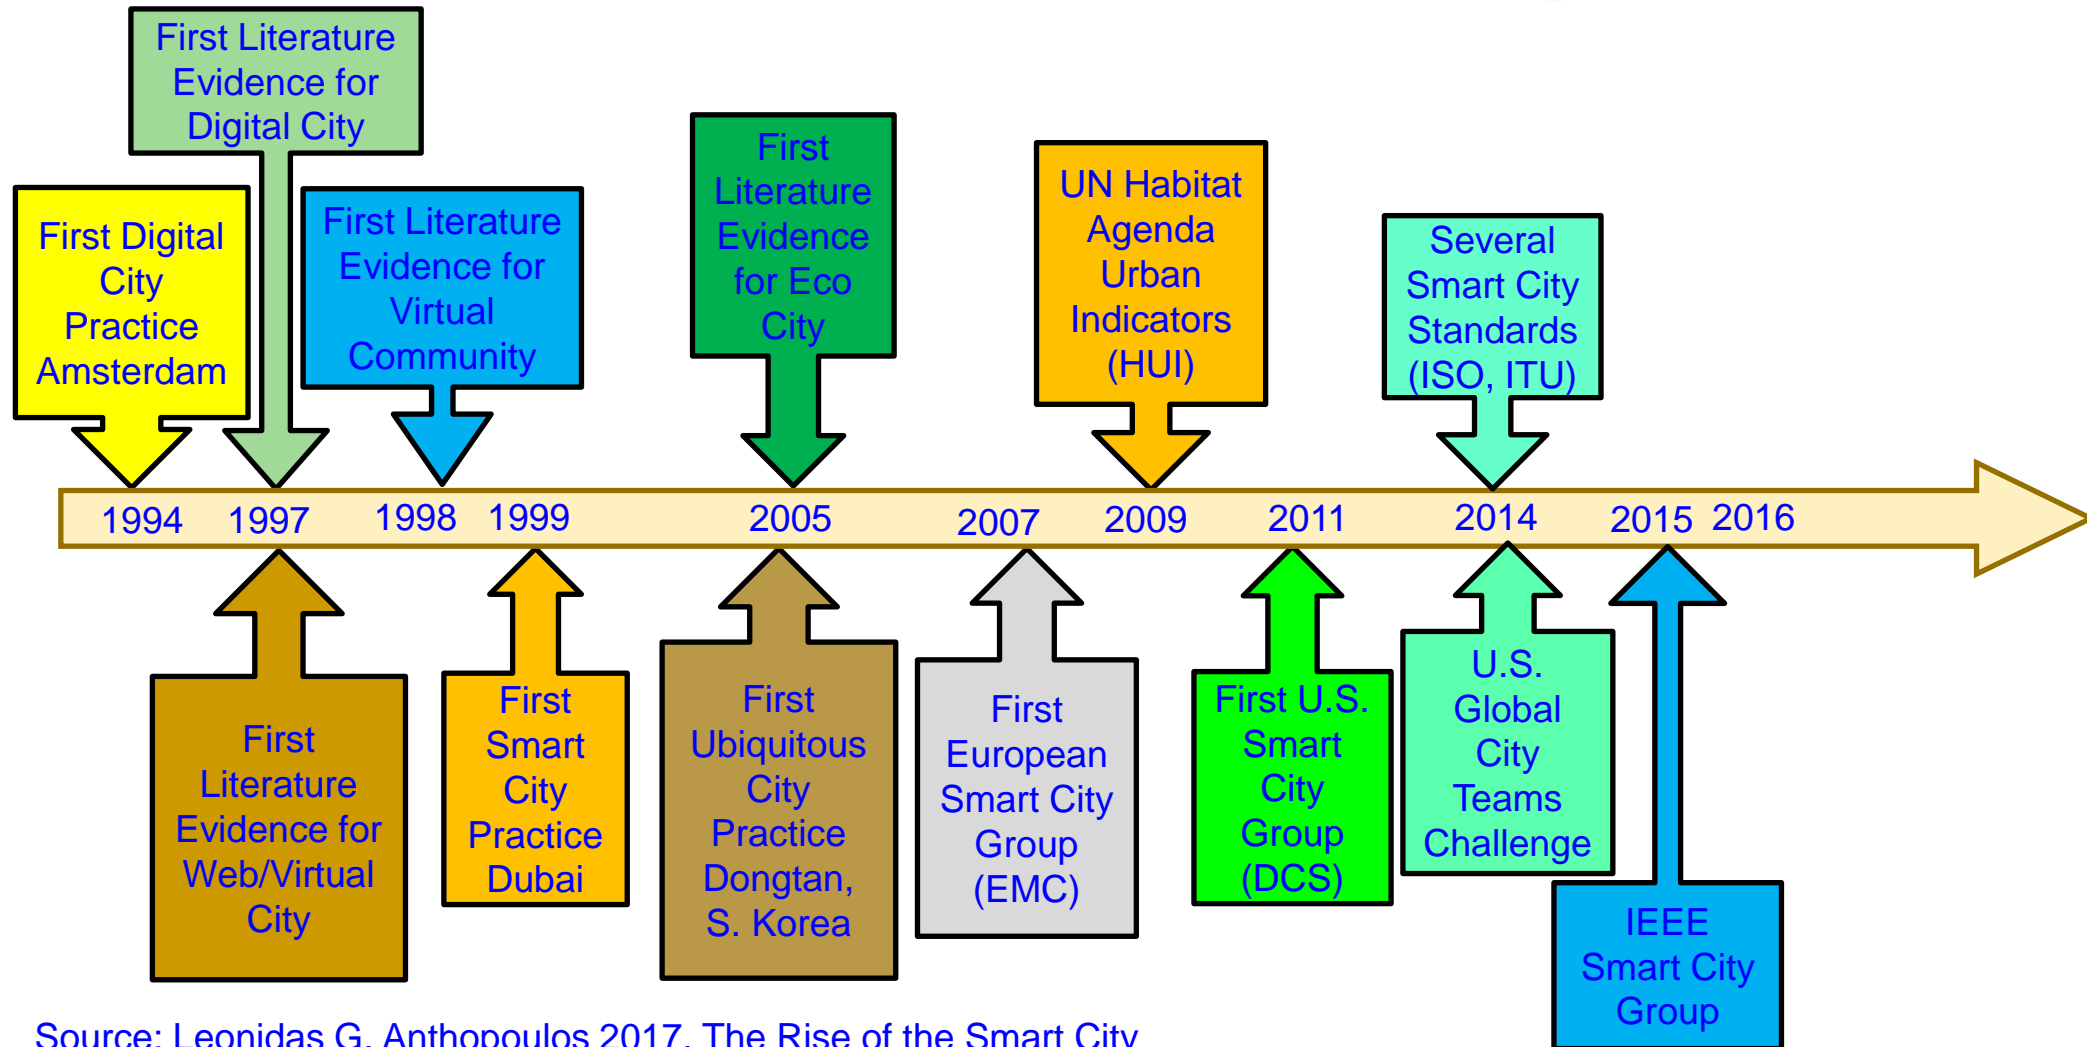 First Literature
Evidence for
Digital City
First Digital
City
Practice
Amsterdam
First Literature
Evidence for
Virtual
Community
First
Literature
Evidence
for Eco
City
UN Habitat
Agenda
Urban
Indicators
(HUI)
Several
Smart City
Standards
(ISO, ITU)
1994 1997 1998 1999 2005 2007 2009 2011 2014 2015 2016
First
Literature
Evidence for
Web/Virtual
City
First
Smart
City
Practice
Dubai
First
Ubiquitous
City
Practice
Dongtan,
S. Korea
First
European
Smart City
Group
(EMC)
First U.S.
Smart
City
Group
(DCS)
U.S.
Global
City
Teams
Challenge
IEEE
Smart City
Group
Source: Leonidas G. Anthopoulos 2017. The Rise of the Smart City